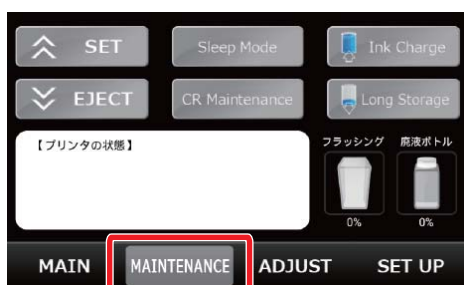 SET Sleep Mode Ink Charge
EJECT CR Maintenance Long Storage
【プリンタの状態】 フラッシング 廃液ボトル
0% 0%
MAIN MAINTENANCE ADJUST SET UP